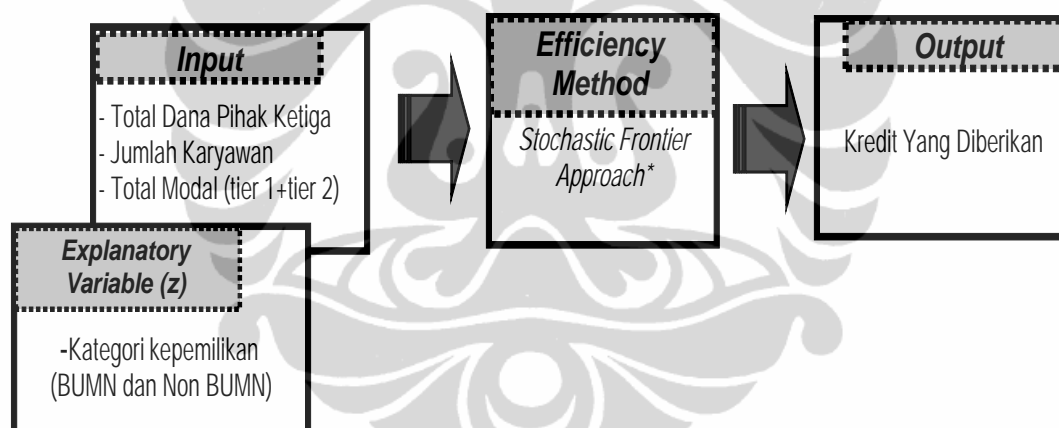 Input
- Total Dana Pihak Ketiga
- Jumlah Karyawan
- Total Modal (tier 1+tier 2)
Explanatory
Variable (z)
-Kategori kepemilikan
(BUMN dan Non BUMN)
Efficiency
Method
Stochastic Frontier
Approach*
Output
Kredit Yang Diberikan